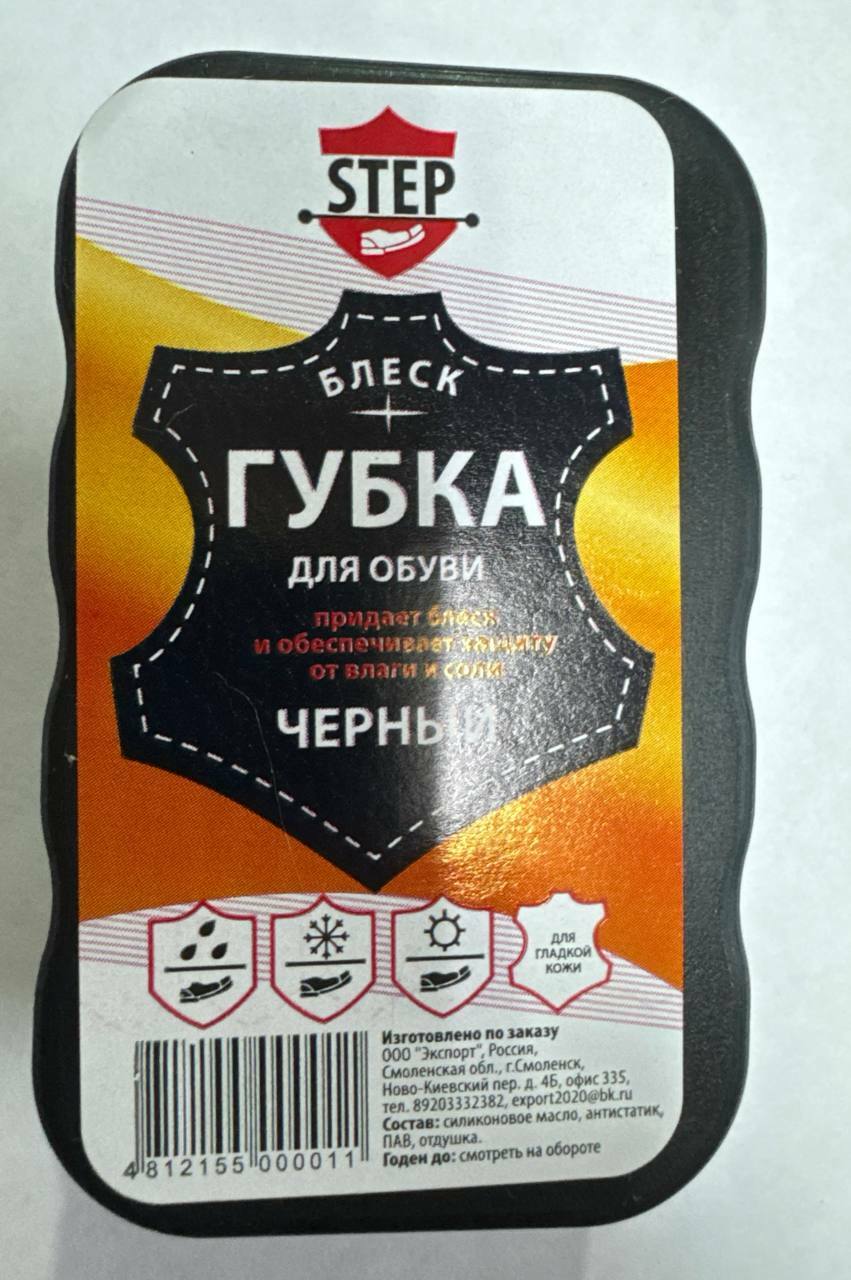 STEP
БЛЕСК
ГУБКА
ДЛЯ ОБУВИ
придает блеск
и обеспечивает защиту
от влаги и соли
ЧЕРНЫЙ
ДЛЯ
ГЛАДКОЙ
КОЖИ
Изготовлено по заказу
ООО "Экспорт", Россия,
Смоленская обл., г.Смоленск,
Ново-Киевский пер. д. 4Б, офис 335,
тел. 89203332382, export2020@bk.ru
Состав: силиконовое масло, антистатик,
ПАВ, отдушка.
Годен до: смотреть на обороте
4 812155 000011